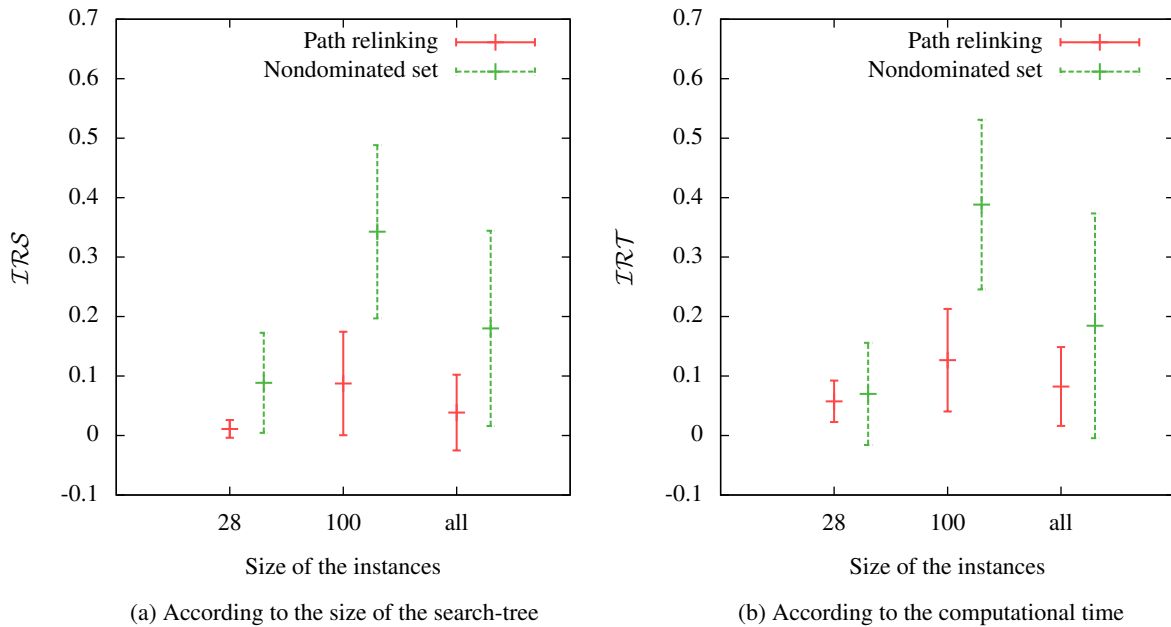 0.7
0.6
0.5
0.4
0.3
0.2
0.1
0
-0.1
IRS
Path relinking
Nondominated set
28 100 all
Size of the instances
(a) According to the size of the search-tree
0.7
0.6
0.5
0.4
0.3
0.2
0.1
0
-0.1
IRT
Path relinking
Nondominated set
28 100 all
Size of the instances
(b) According to the computational time